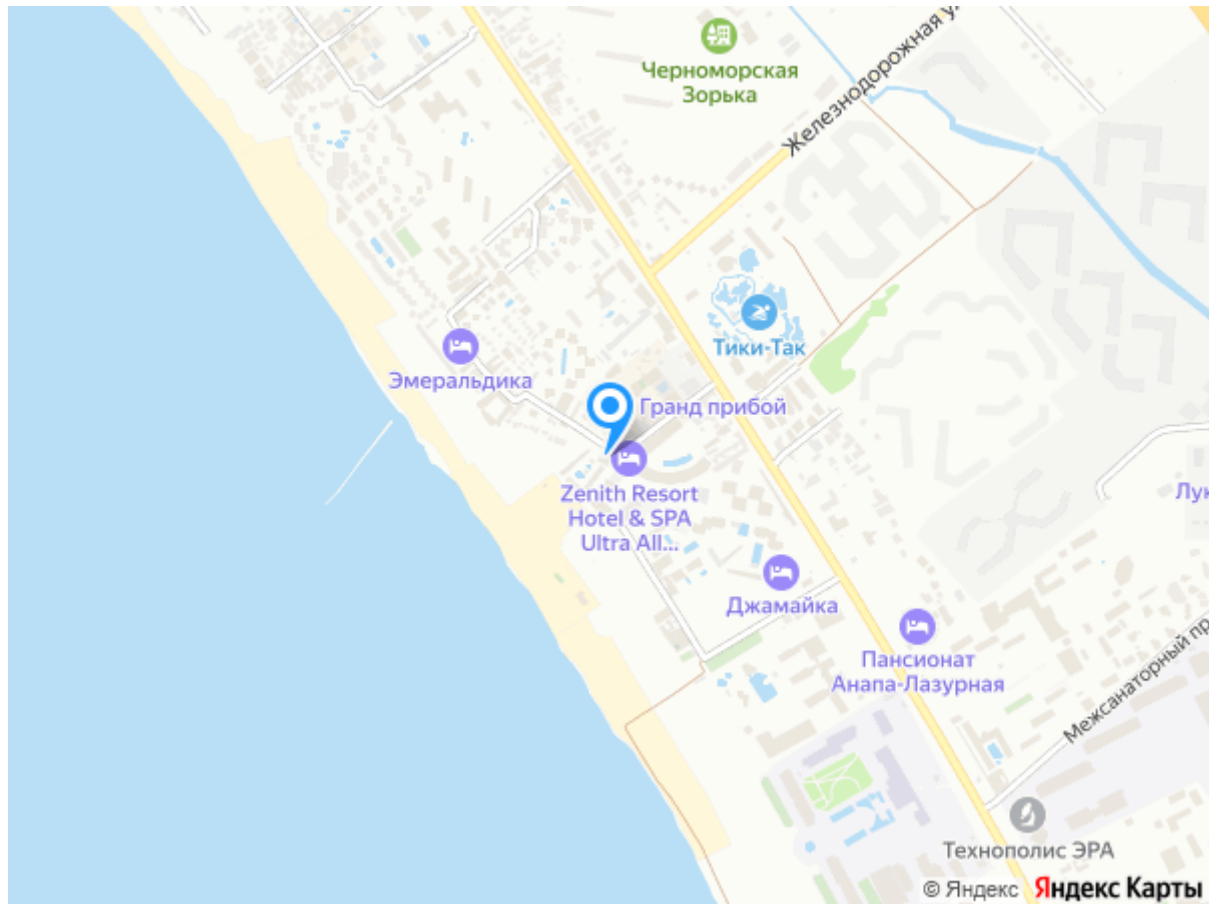 Черноморская
Зорька
Железнодорожная у
Тики-Так
Эмеральдика
Гранд прибой
Zenith Resort
Hotel & SPA
Ultra All...
Лук
Джамайка
Пансионат
Анапа-Лазурная
Межсанаторный пр
Технополис ЭРА
© Яндекс Яндекс Карты